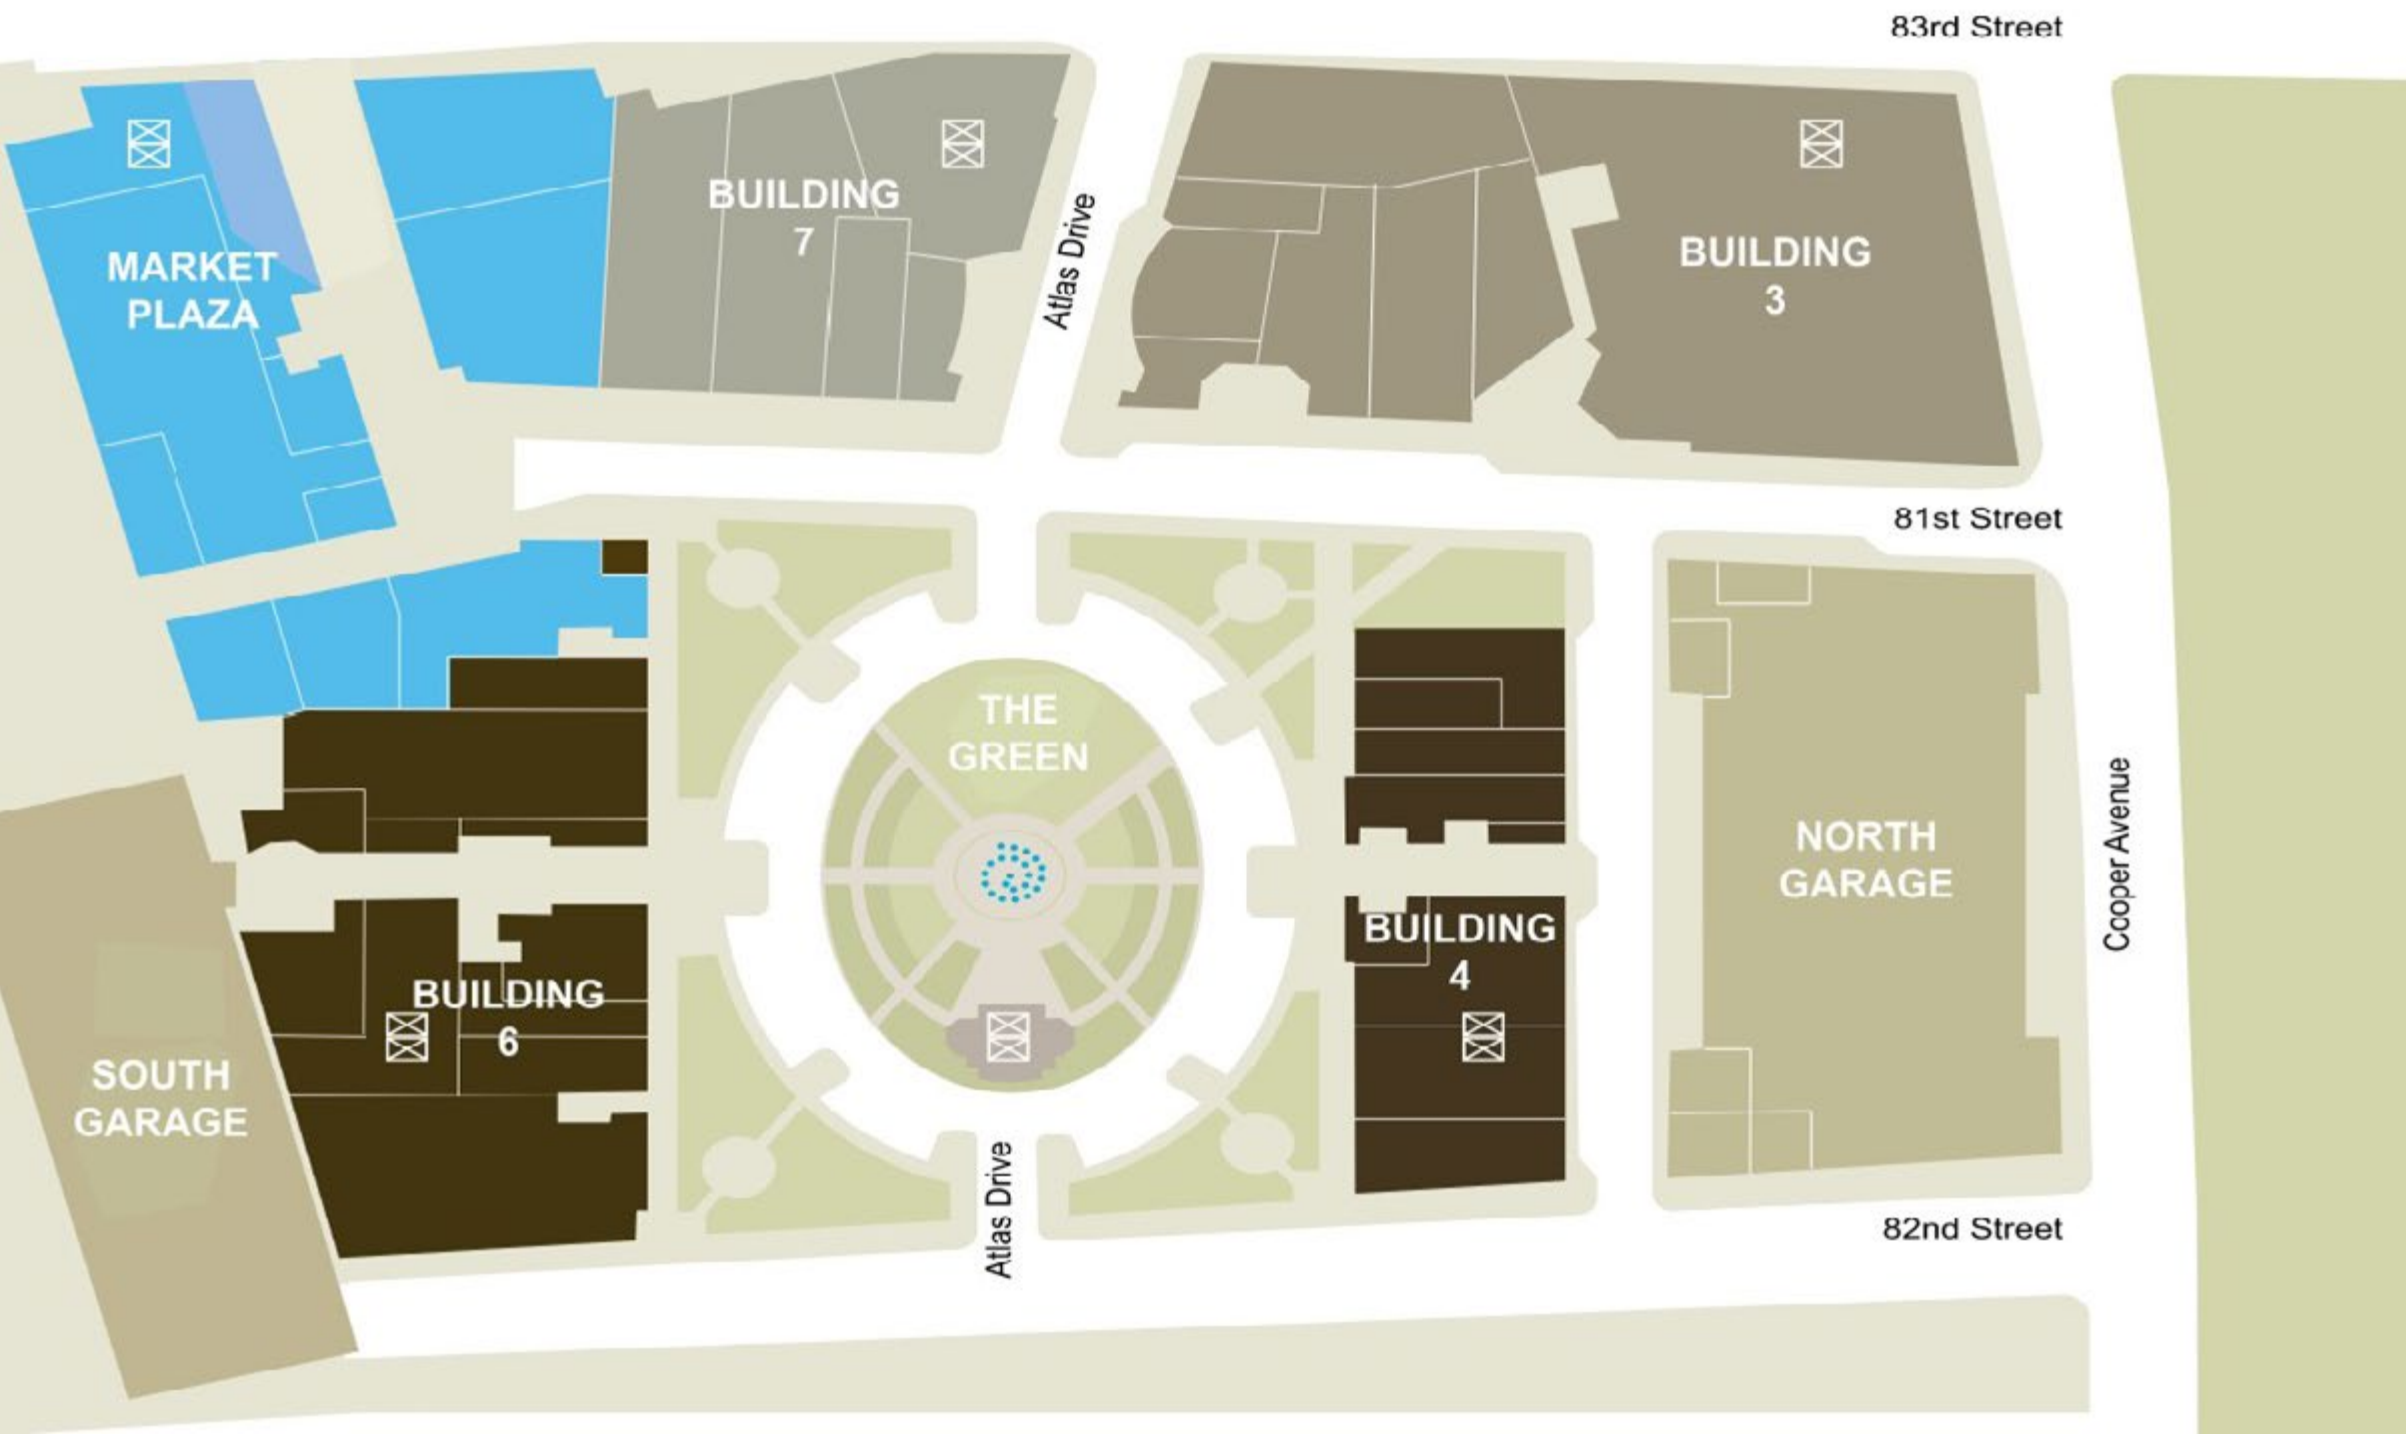 83rd Street
BUILDING
7
Atlas Drive
BUILDING
3
MARKET
PLAZA
81st Street
THE
GREEN
NORTH
GARAGE
Cooper Avenue
BUILDING
4
BUILDING
6
SOUTH
GARAGE
Atlas Drive
82nd Street